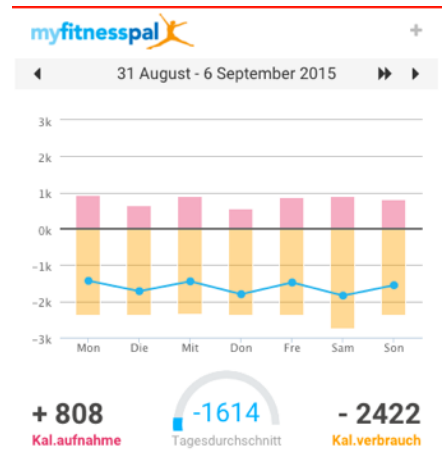 myfitnesspal
+
31 August - 6 September 2015
3k
2k
1k
0k
-1k
-2k
-3k
Mon Die Mit Don Fre Sam Son
+ 808 -1614 - 2422
Kal.aufnahme Tagesdurchschnitt Kal.verbrauch